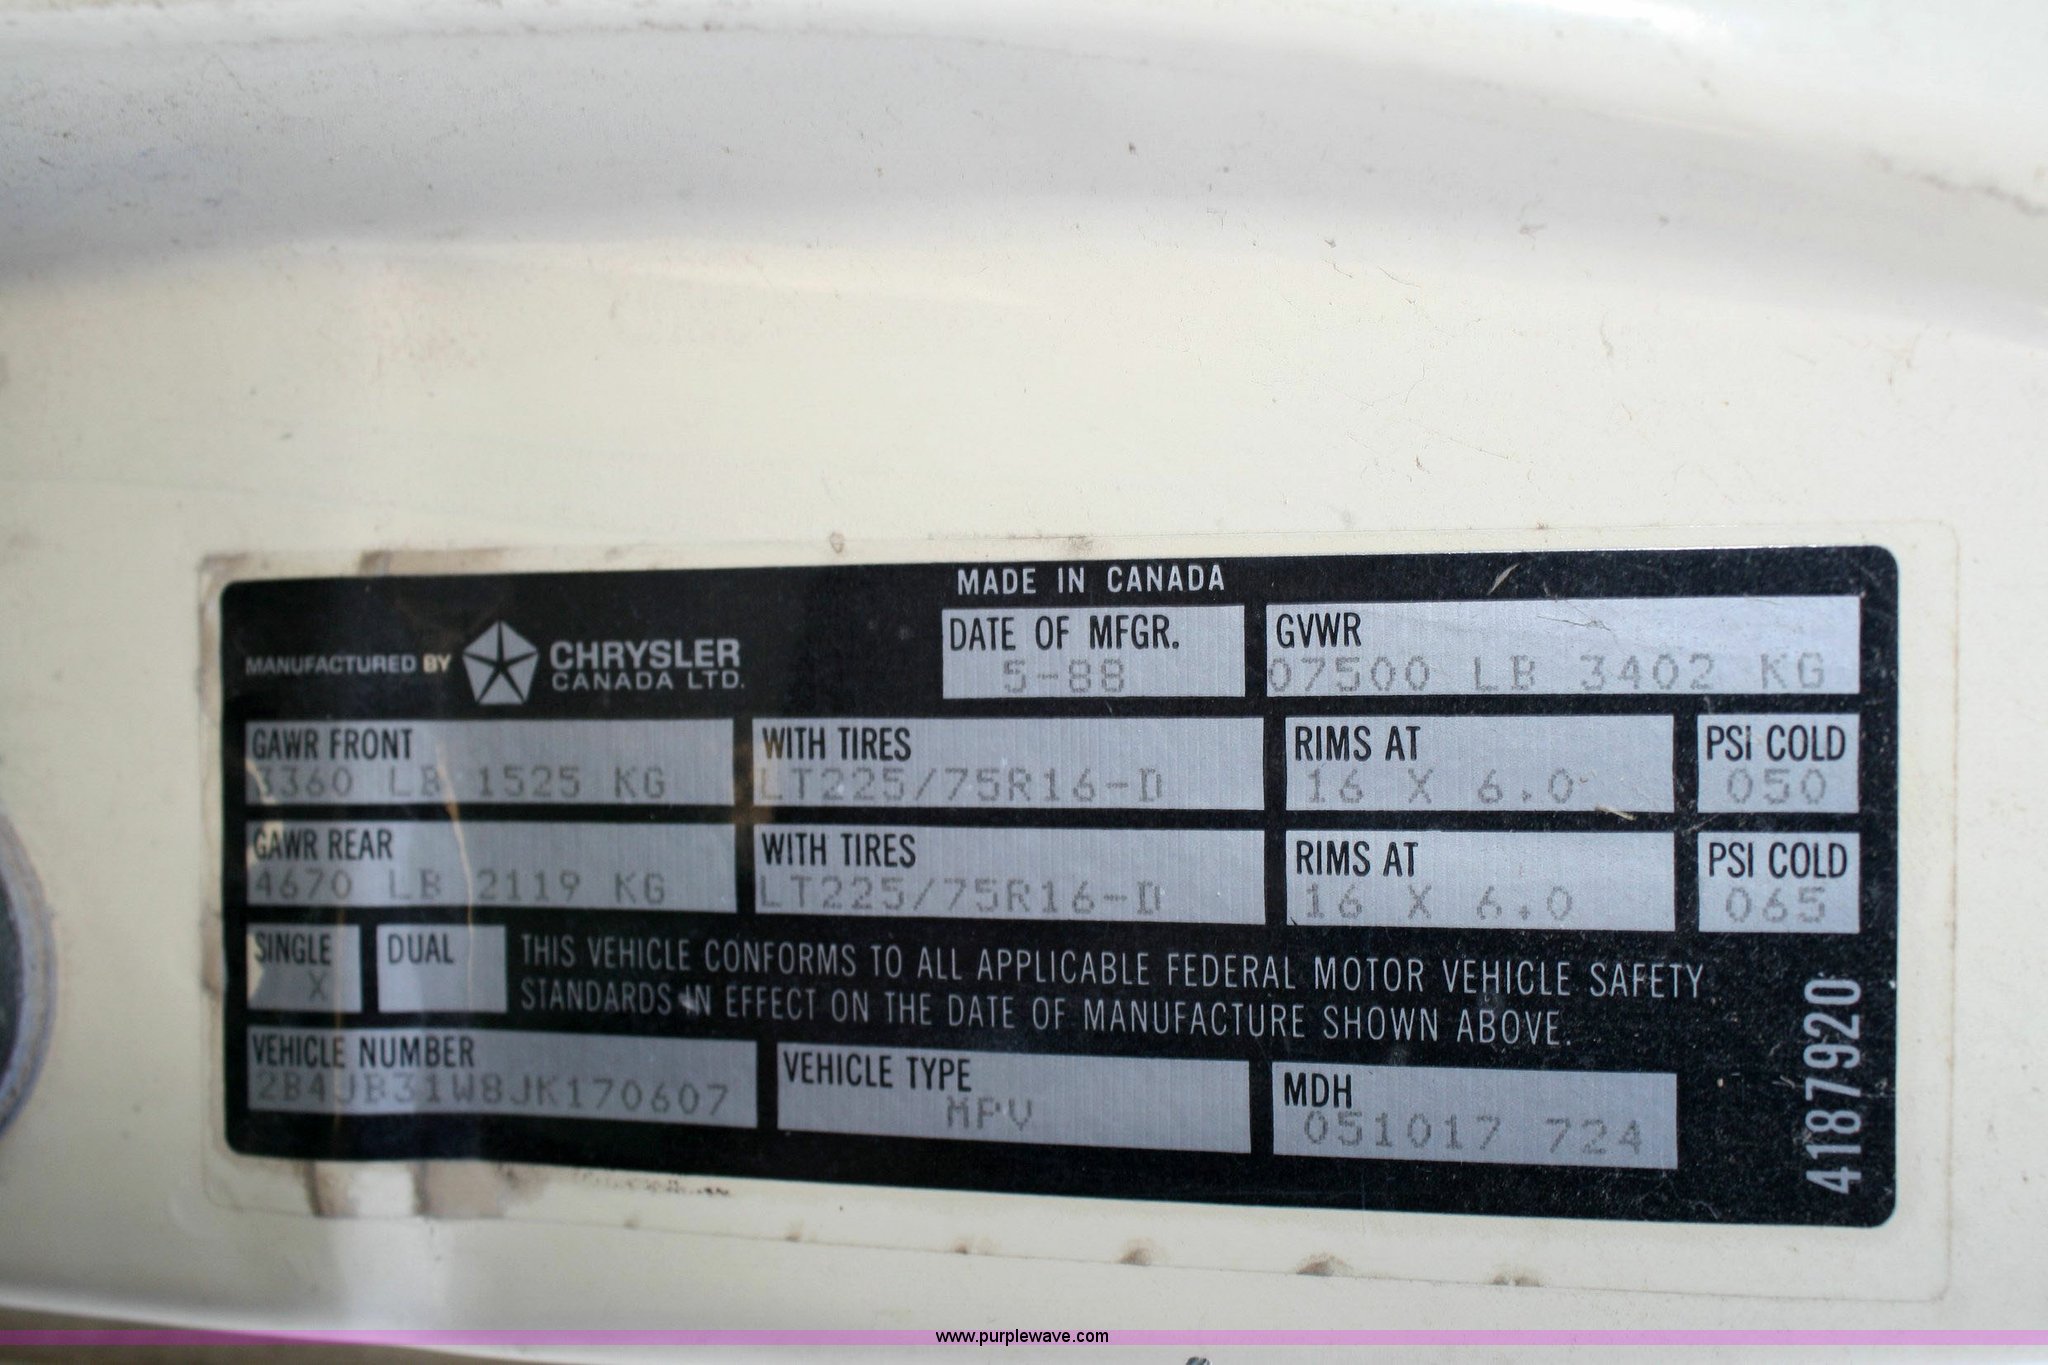 MADE IN CANADA
MANUFACTURED BY CHRYSLER
CANADA LTD.
DATE OF MFGR.
5-88
GVWR
07500 LB 3402 KG
GAWR FRONT
3360 LB 1525 KG
WITH TIRES
LT225/75R16-D
RIMS AT
16 X 6.0
PSI COLD
050
GAWR REAR
4670 LB 2119 KG
WITH TIRES
LT225/75R16-D
RIMS AT
16 X 6.0
PSI COLD
065
SINGLE
X
DUAL
THIS VEHICLE CONFORMS TO ALL APPLICABLE FEDERAL MOTOR VEHICLE SAFETY
STANDARDS IN EFFECT ON THE DATE OF MANUFACTURE SHOWN ABOVE.
VEHICLE NUMBER
2B4JB31W8JK170607
VEHICLE TYPE
MPV
MDH
051017 724
4187920
www.purplewave.com